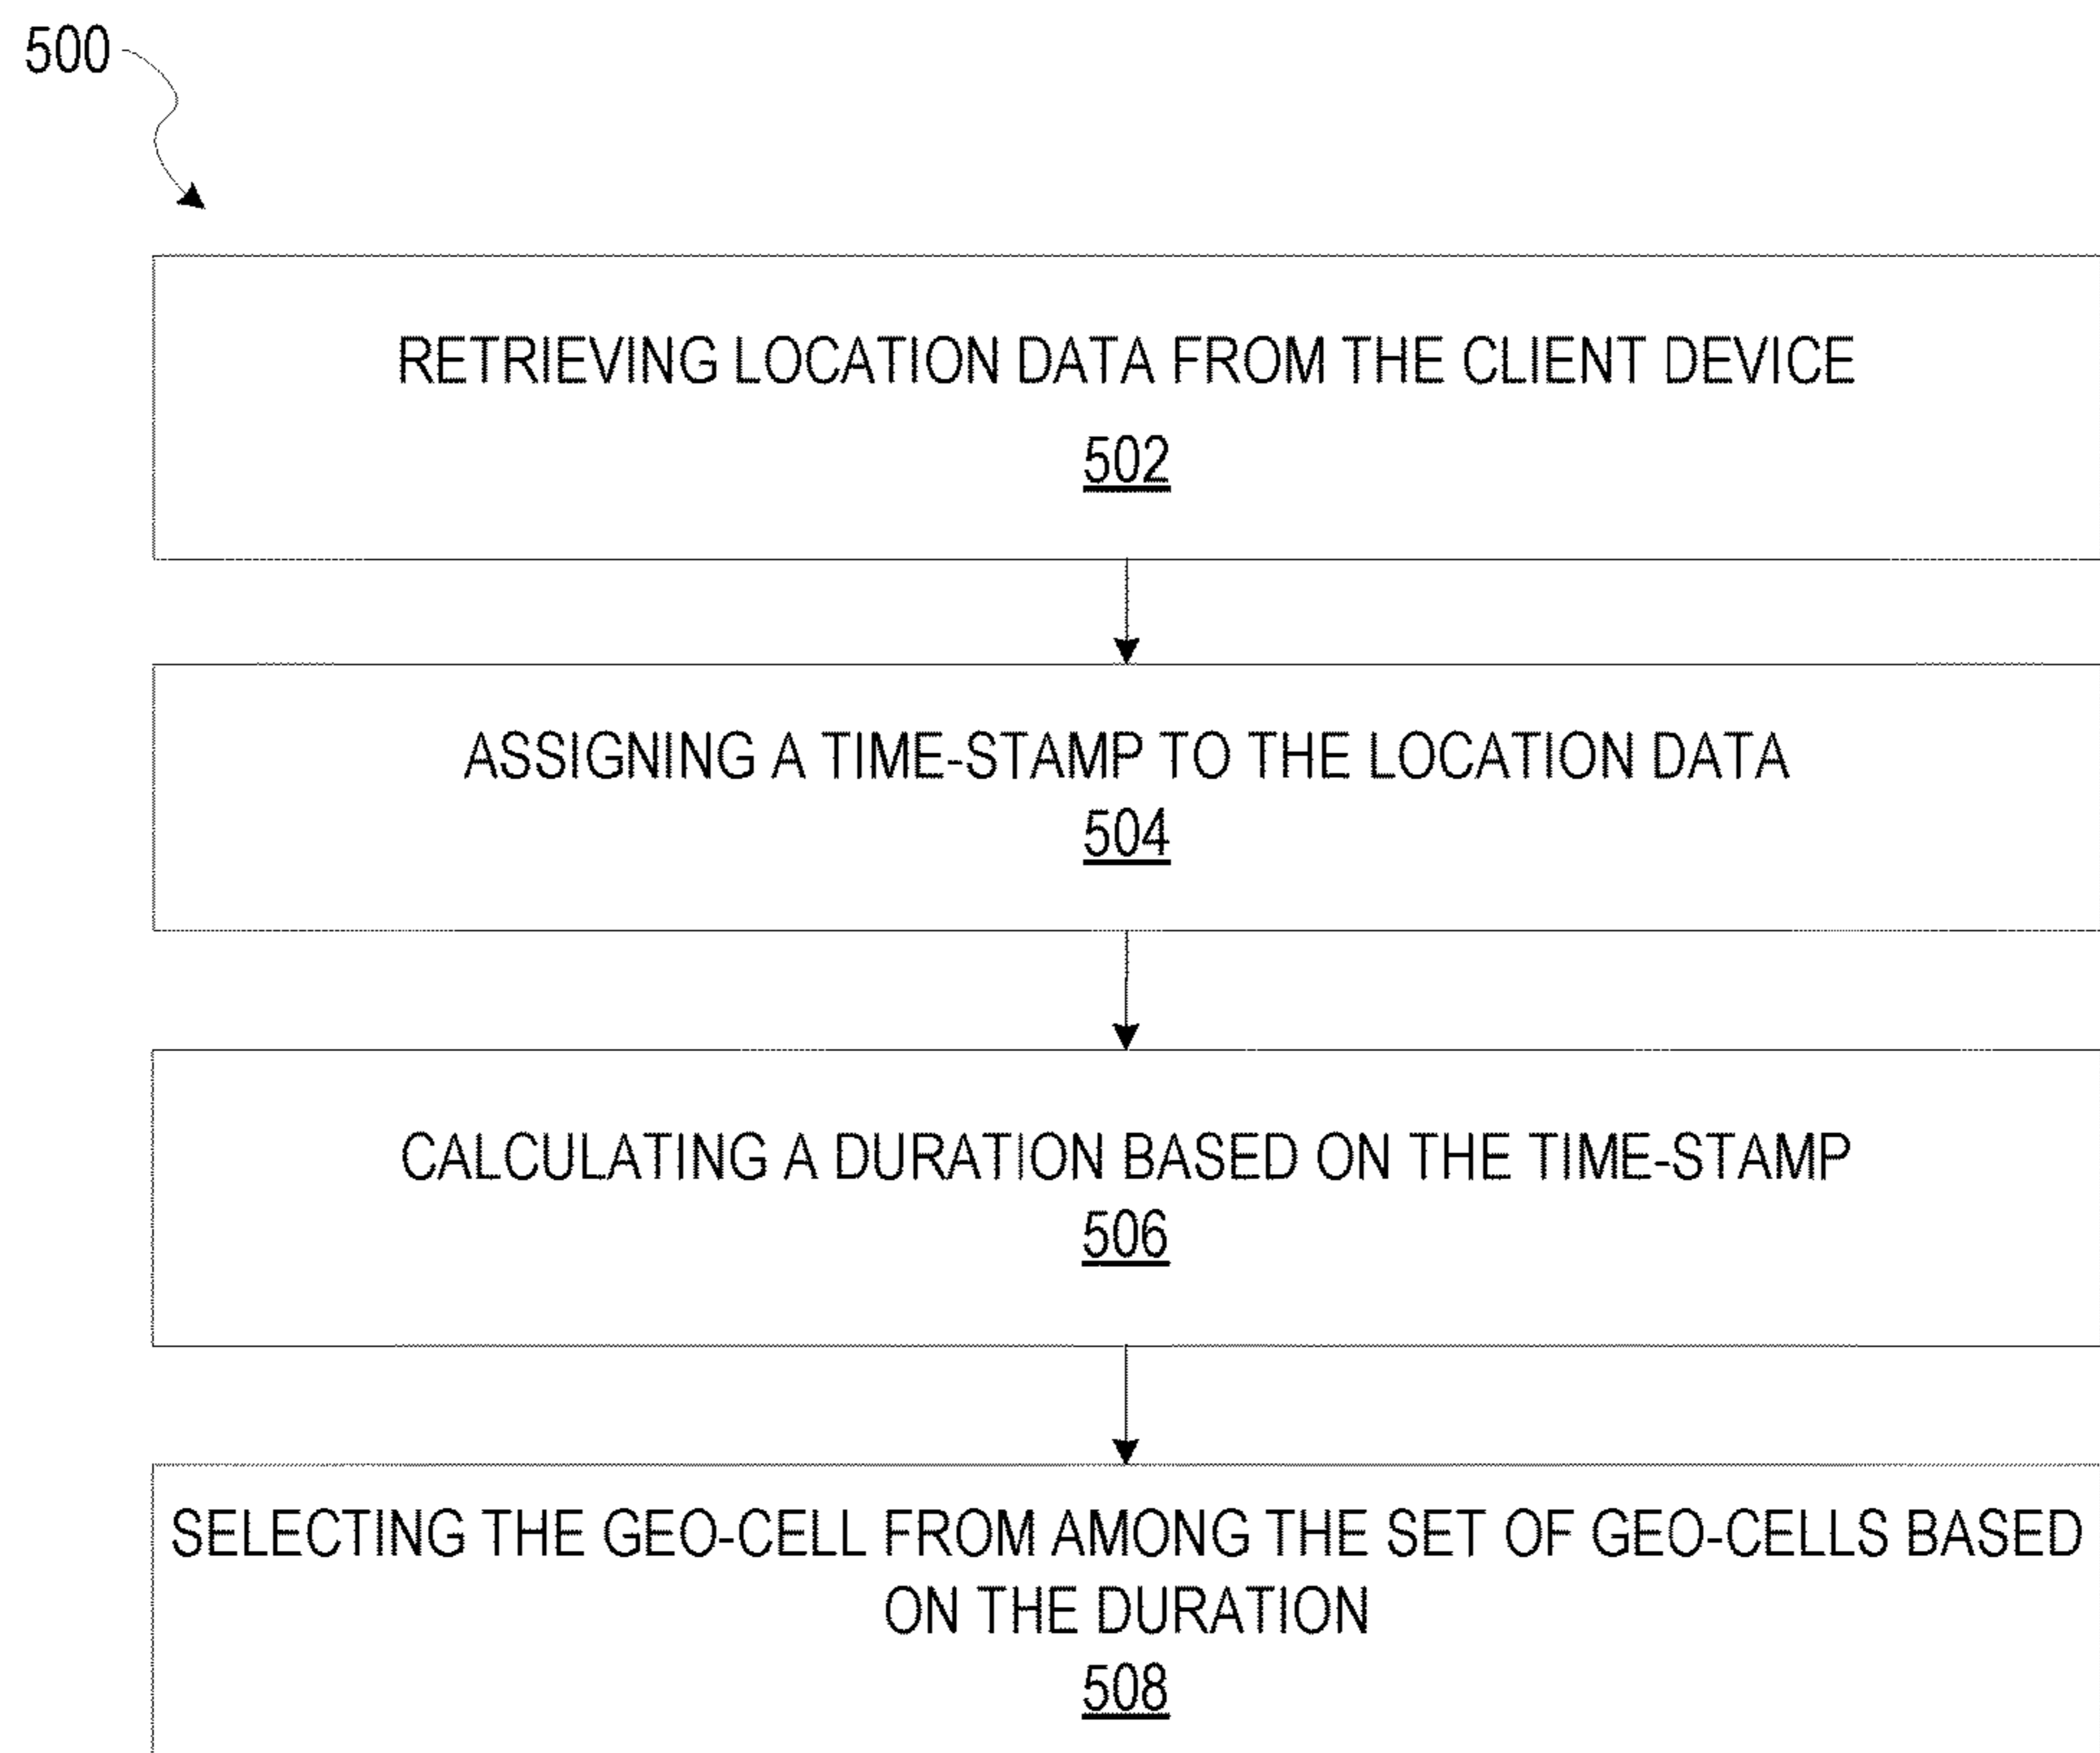 500
RETRIEVING LOCATION DATA FROM THE CLIENT DEVICE
502
ASSIGNING A TIME-STAMP TO THE LOCATION DATA
504
CALCULATING A DURATION BASED ON THE TIME-STAMP
506
SELECTING THE GEO-CELL FROM AMONG THE SET OF GEO-CELLS BASED
ON THE DURATION
508